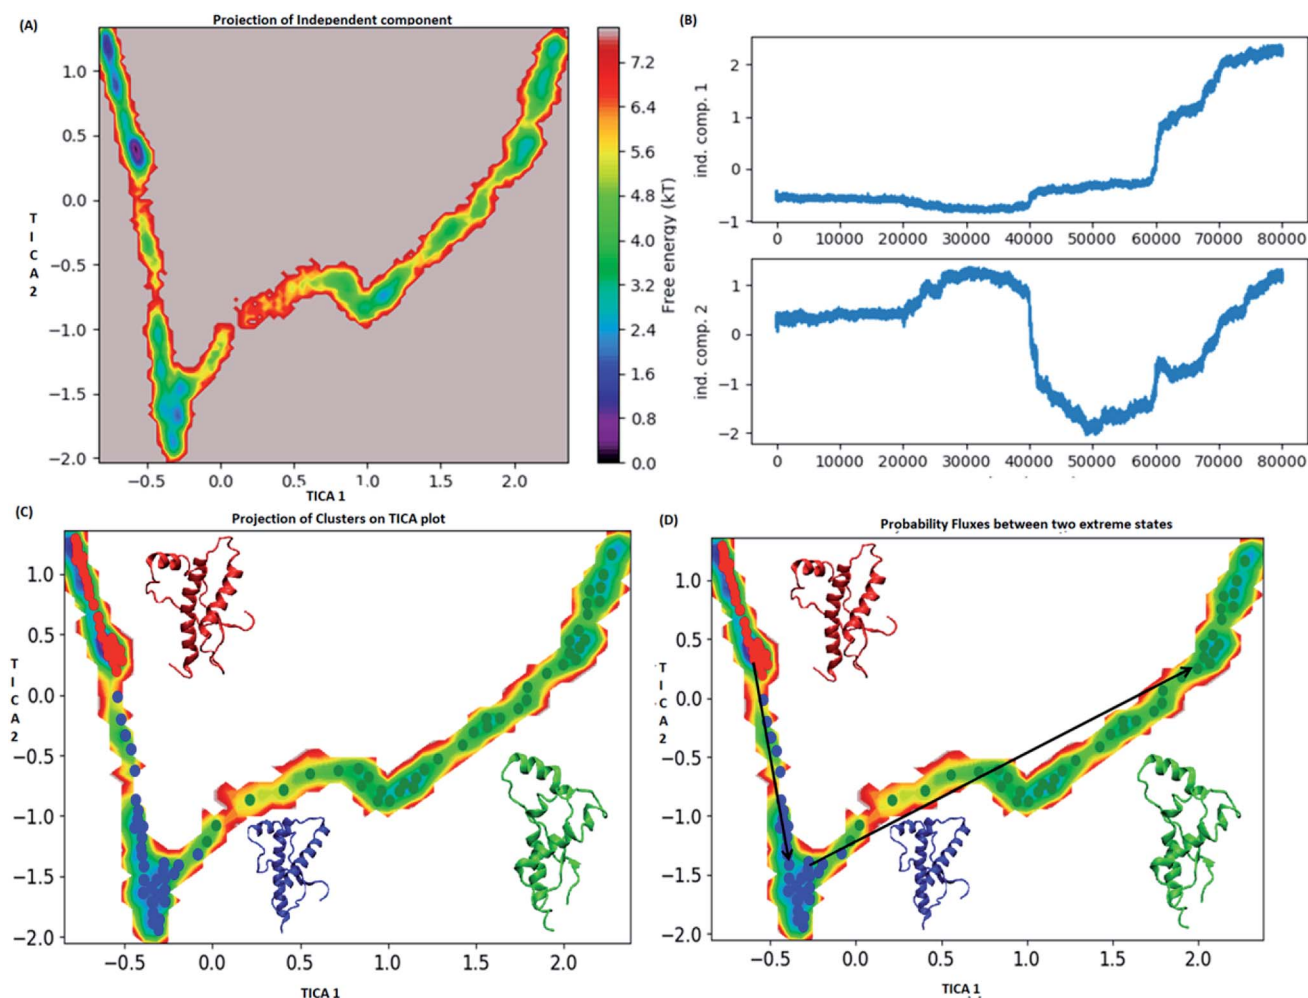 (A)
Projection of Independent component
1.0
0.5
0.0
−0.5
−1.0
−1.5
−2.0
T
I
C
A
2
−0.5
0.0
0.5
1.0
1.5
2.0
TICA 1
7.2
6.4
5.6
4.8
4.0
3.2
2.4
1.6
0.8
0.0
Free energy (kT)
(B)
ind. comp. 1
2
1
0
−1
0 10000 20000 30000 40000 50000 60000 70000 80000
ind. comp. 2
1
0
−1
−2
0 10000 20000 30000 40000 50000 60000 70000 80000
(C)
Projection of Clusters on TICA plot
1.0
0.5
0.0
−0.5
−1.0
−1.5
−2.0
T
I
C
A
2
−0.5 0.0 0.5 1.0 1.5 2.0
TICA 1
(D)
Probability Fluxes between two extreme states
1.0
0.5
0.0
−0.5
−1.0
−1.5
−2.0
T
I
C
A
2
−0.5 0.0 0.5 1.0 1.5 2.0
TICA 1